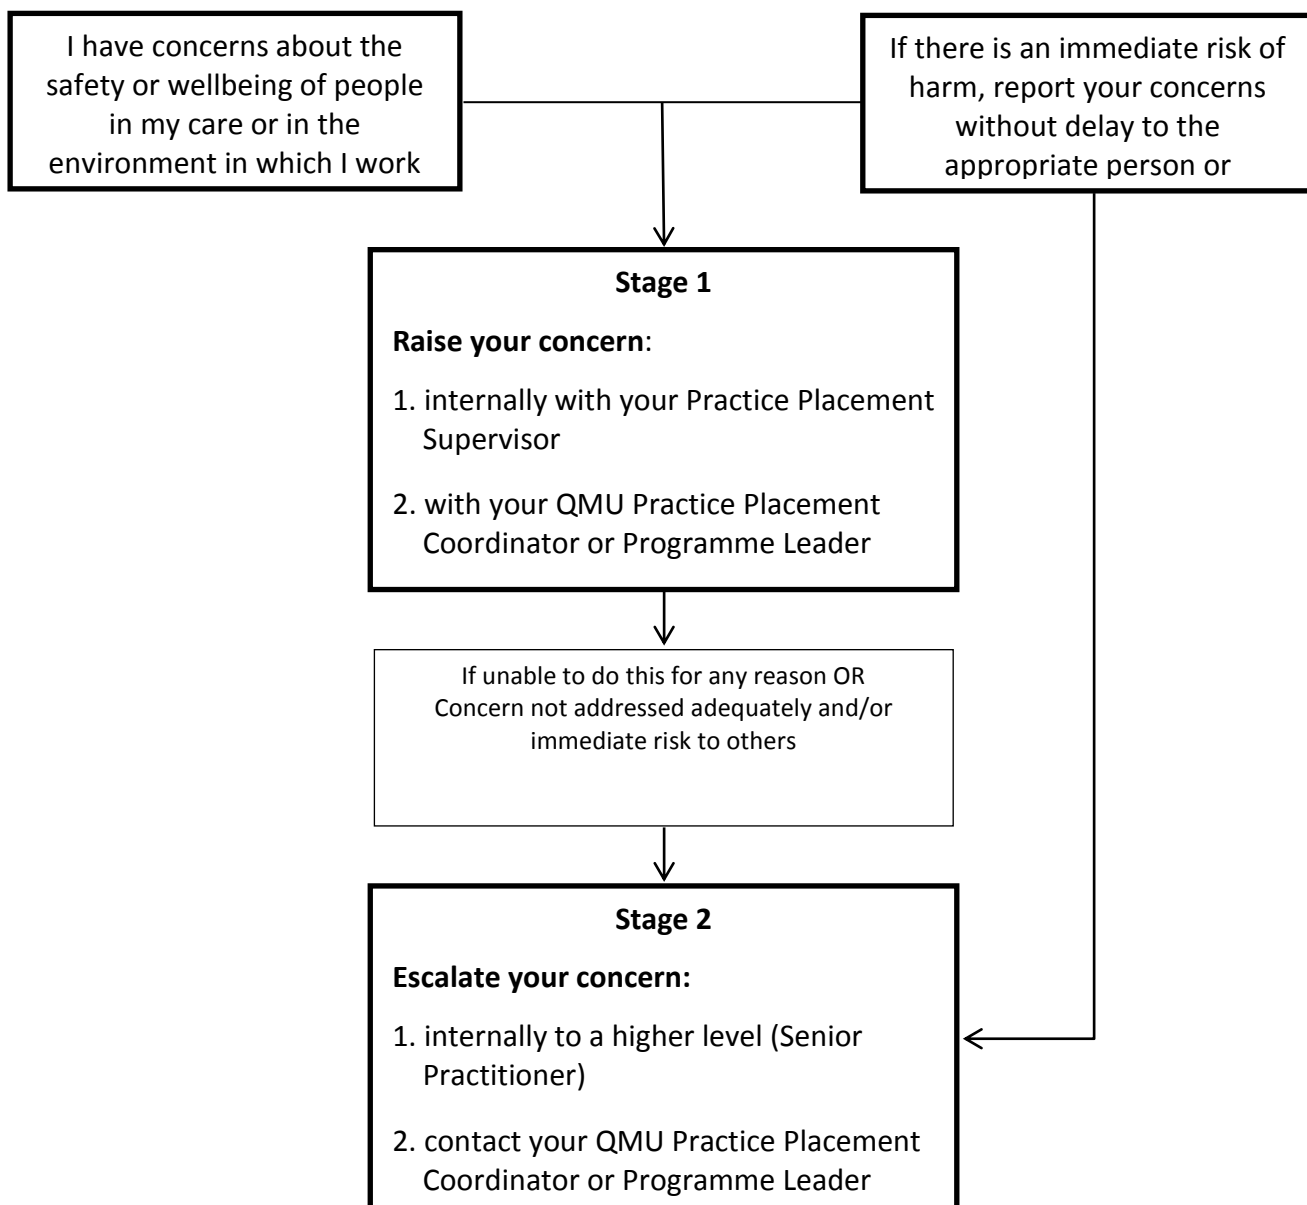 I have concerns about the
safety or wellbeing of people
in my care or in the
environment in which I work
If there is an immediate risk of
harm, report your concerns
without delay to the
appropriate person or
Stage 1
Raise your concern:
1. internally with your Practice Placement
Supervisor
2. with your QMU Practice Placement
Coordinator or Programme Leader
If unable to do this for any reason OR
Concern not addressed adequately and/or
immediate risk to others
Stage 2
Escalate your concern:
1. internally to a higher level (Senior
Practitioner)
2. contact your QMU Practice Placement
Coordinator or Programme Leader